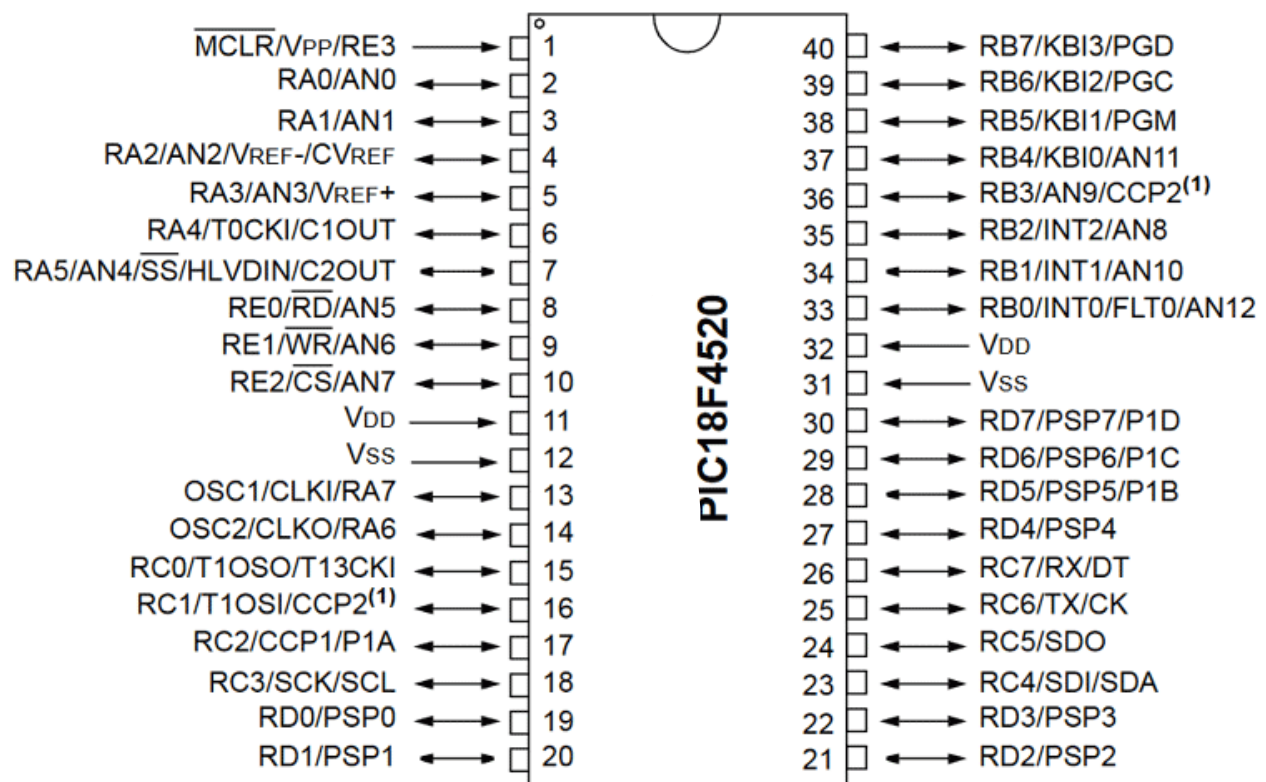 MCLR/VPP/RE3 1
RA0/AN0 2
RA1/AN1 3
RA2/AN2/VREF-/CVREF 4
RA3/AN3/VREF+ 5
RA4/T0CKI/C1OUT 6
RA5/AN4/SS/HLVDIN/C2OUT 7
RE0/RD/AN5 8
RE1/WR/AN6 9
RE2/CS/AN7 10
VDD 11
VSS 12
OSC1/CLKI/RA7 13
OSC2/CLKO/RA6 14
RC0/T1OSO/T13CKI 15
RC1/T1OSI/CCP2(1) 16
RC2/CCP1/P1A 17
RC3/SCK/SCL 18
RD0/PSP0 19
RD1/PSP1 20
PIC18F4520
40 RB7/KBI3/PGD
39 RB6/KBI2/PGC
38 RB5/KBI1/PGM
37 RB4/KBI0/AN11
36 RB3/AN9/CCP2(1)
35 RB2/INT2/AN8
34 RB1/INT1/AN10
33 RB0/INT0/FLT0/AN12
32 VDD
31 VSS
30 RD7/PSP7/P1D
29 RD6/PSP6/P1C
28 RD5/PSP5/P1B
27 RD4/PSP4
26 RC7/RX/DT
25 RC6/TX/CK
24 RC5/SDO
23 RC4/SDI/SDA
22 RD3/PSP3
21 RD2/PSP2